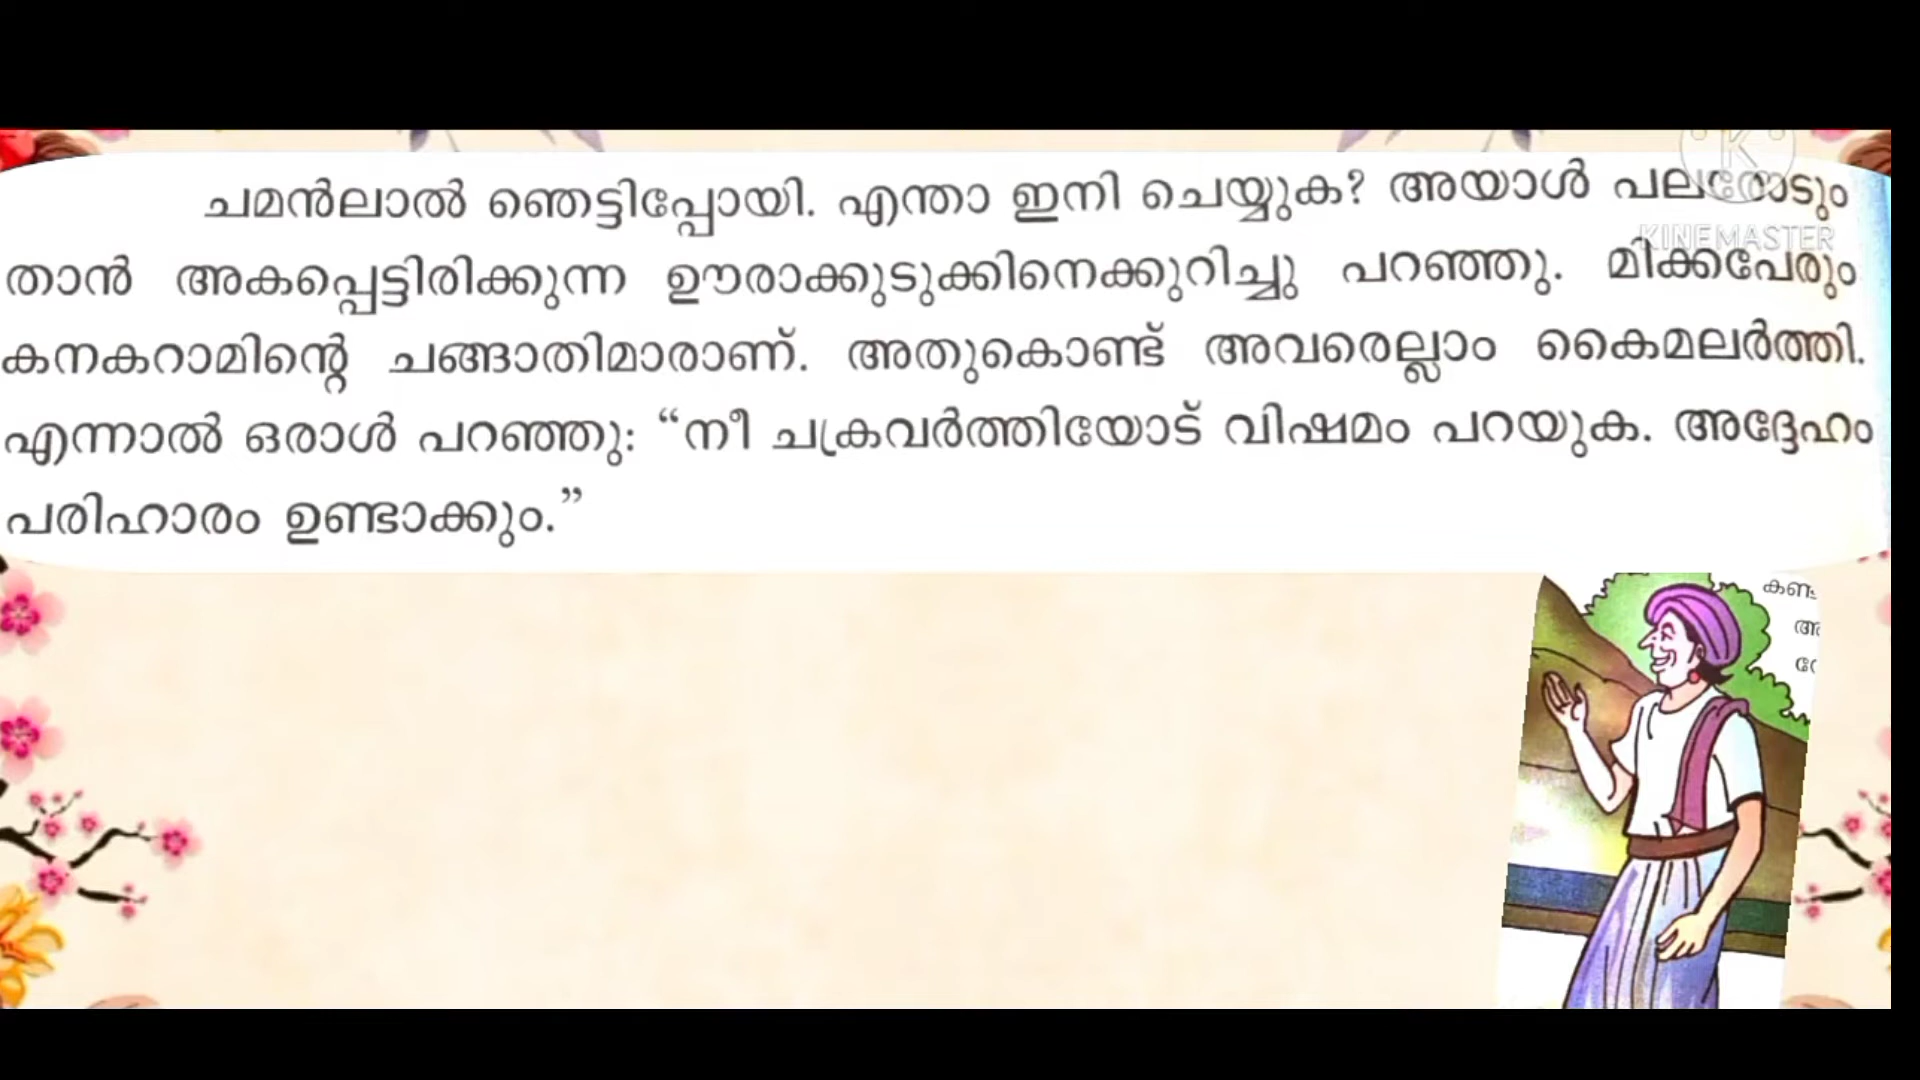 ചമൻലാൽ ഞെട്ടിപ്പോയി. എന്താ ഇനി ചെയ്യുക? അയാൾ പലരോടും
താൻ അകപ്പെട്ടിരിക്കുന്ന ഊരാക്കുടുക്കിനെക്കുറിച്ചു പറഞ്ഞു. മിക്കപേരും
കനകറാമിന്റെ ചങ്ങാതിമാരാണ്. അതുകൊണ്ട് അവരെല്ലാം കൈമലർത്തി.
എന്നാൽ ഒരാൾ പറഞ്ഞു: “നീ ചക്രവർത്തിയോട് വിഷമം പറയുക. അദ്ദേഹം
പരിഹാരം ഉണ്ടാക്കും.”
K
KINEMASTER